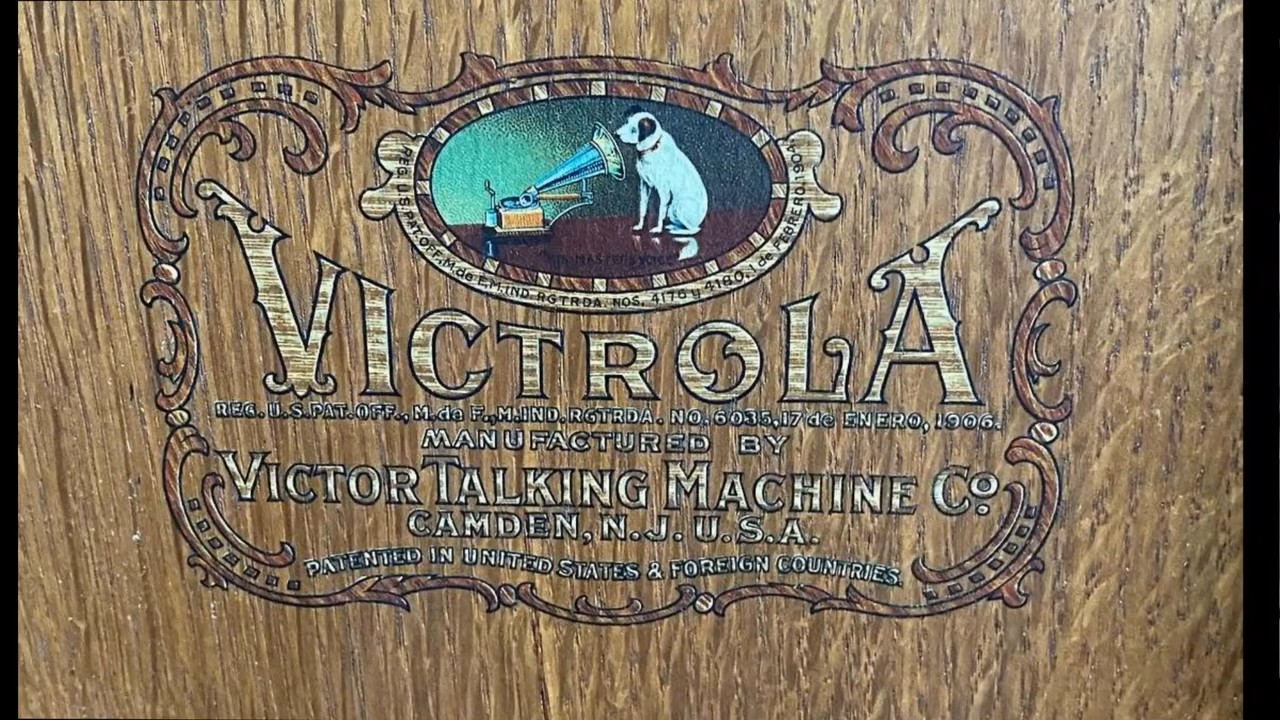 REG. U.S. PAT. OFF. M. de F. M. IND. RGTRDA. NOS. 4178 y 4180, 1 de FEBRERO, 190
HIS MASTER'S VOICE
VICTROLA
REG. U.S. PAT. OFF., M. de F., M. IND. RGTRDA. NO. 6035, 17 de ENERO, 1906.
MANUFACTURED BY
VICTOR TALKING MACHINE Co.
CAMDEN, N.J. U.S.A.
PATENTED IN UNITED STATES & FOREIGN COUNTRIES.